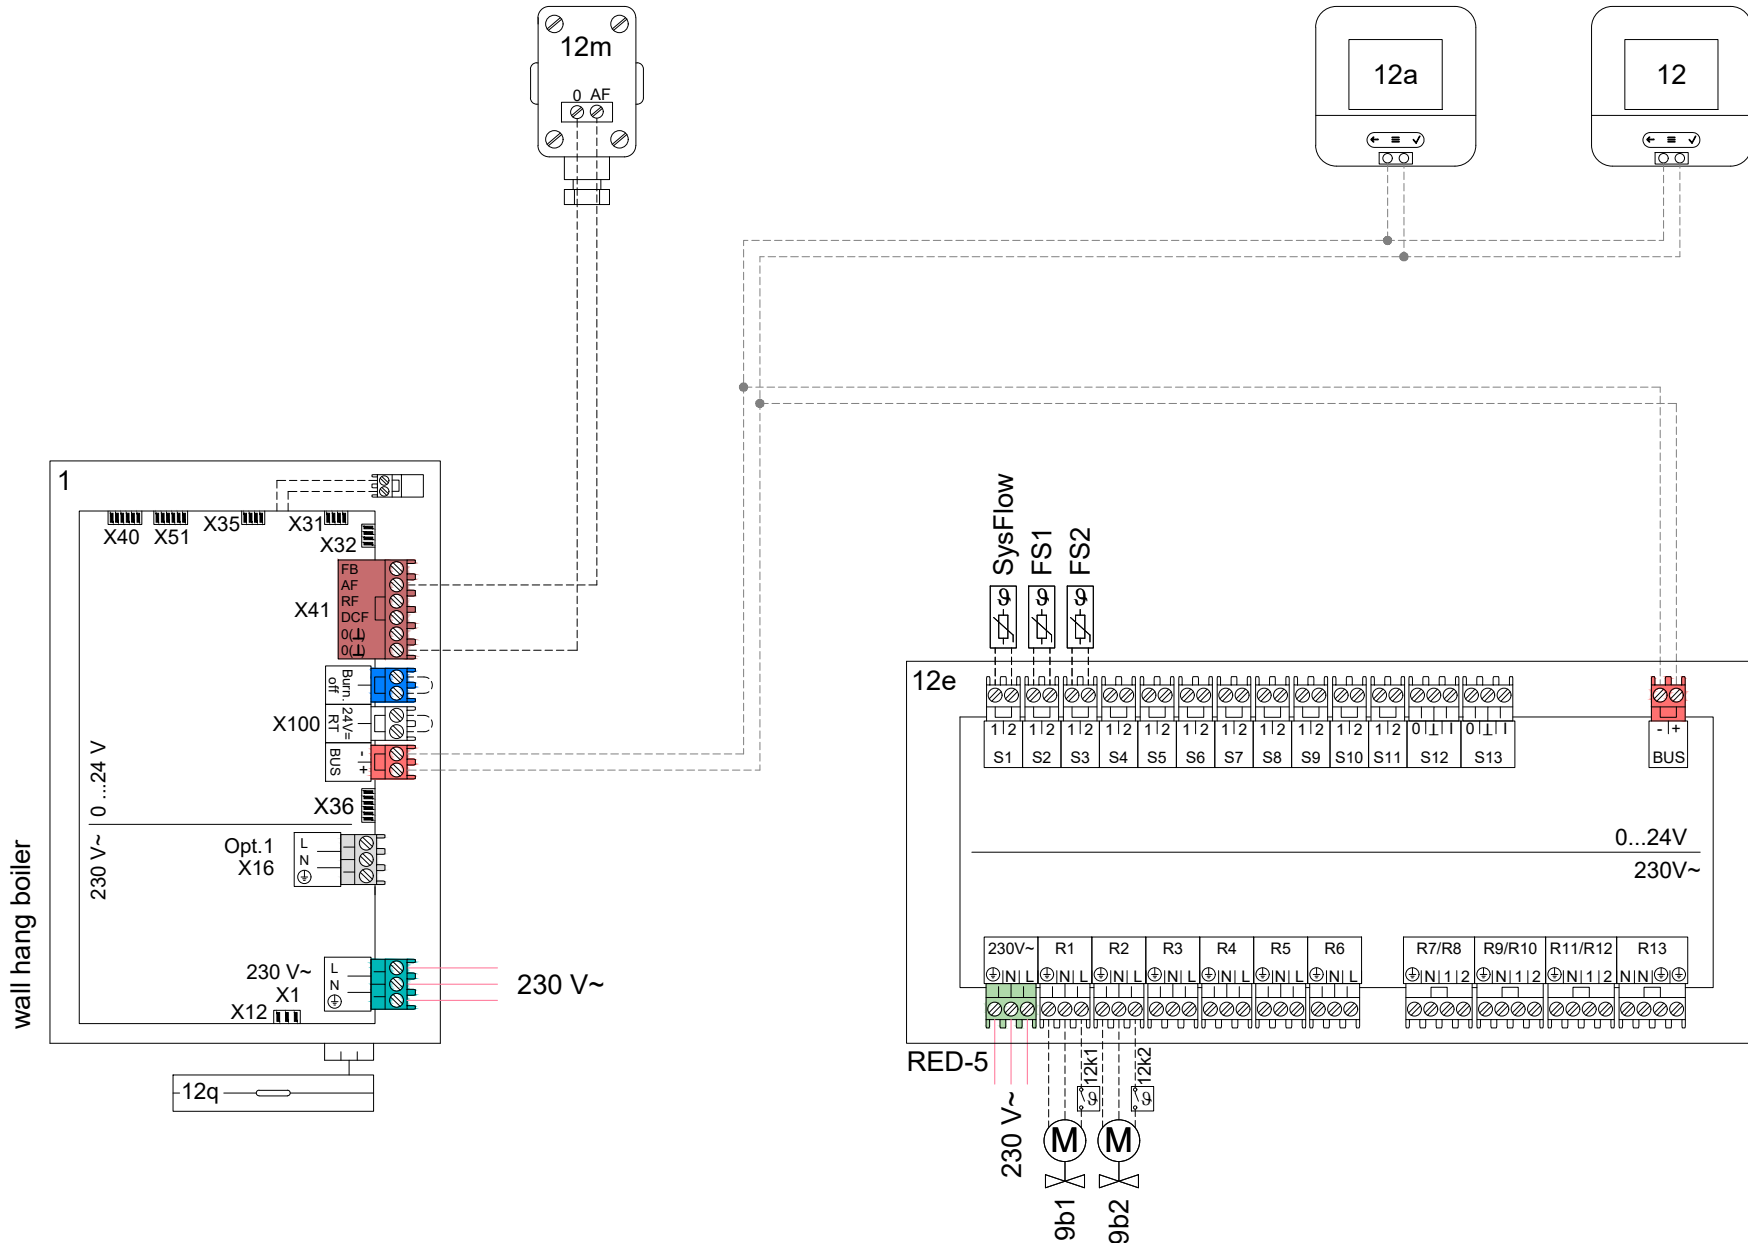 12m
0 AF
12a
12
1
X40 X51 X35 X31
X32
X41
FB
AF
RF
DCF
0(⊥)
0(⊥)
Burn.
off
X100
24V=
RT
BUS
-
+
X36
0 ...24 V
230 V~
Opt.1
X16
L
N
wall hang boiler
230 V~
X1
L
N
X12
230 V~
12q
SysFlow
FS1
FS2
ϑ ϑ ϑ
12e
1 2 1 2 1 2 1 2 1 2 1 2 1 2 1 2 1 2 1 2 1 2 0 ⊥ I 0 ⊥ I
S1 S2 S3 S4 S5 S6 S7 S8 S9 S10 S11 S12 S13
- +
BUS
0...24V
230V~
230V~ R1 R2 R3 R4 R5 R6 R7/R8 R9/R10 R11/R12 R13
N L N L N L N L N L N L N L N 1 2 N 1 2 N 1 2 N N
RED-5
230 V~
12k1
12k2
ϑ ϑ
M M
9b1
9b2